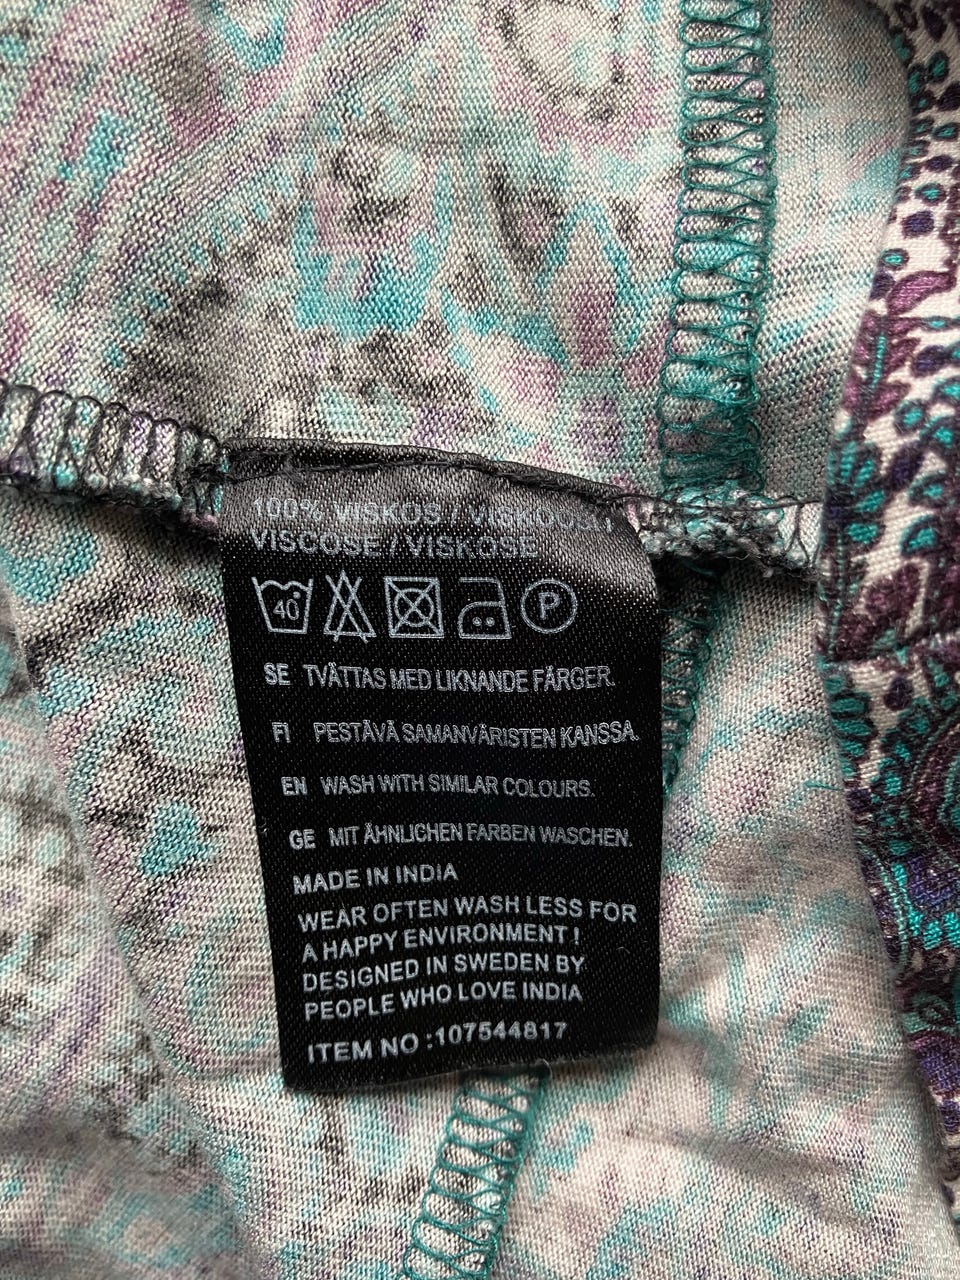 100% VISKOS / VISKOOSI,
VISCOSE / VISKOSE
40 P
SE TVÄTTAS MED LIKNANDE FÄRGER.
FI PESTÄVÄ SAMANVÄRISTEN KANSSA.
EN WASH WITH SIMILAR COLOURS.
GE MIT ÄHNLICHEN FARBEN WASCHEN.
MADE IN INDIA
WEAR OFTEN WASH LESS FOR
A HAPPY ENVIRONMENT !
DESIGNED IN SWEDEN BY
PEOPLE WHO LOVE INDIA
ITEM NO :107544817